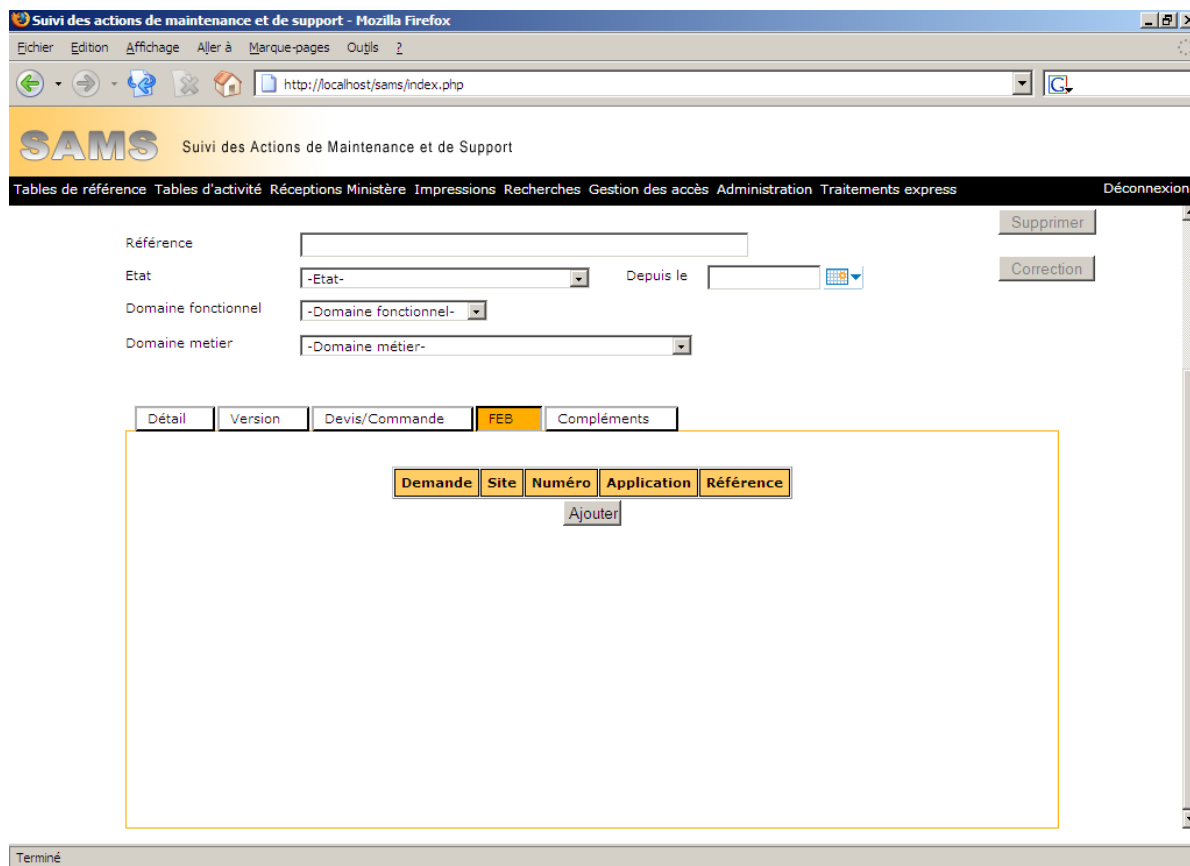 Suivi des actions de maintenance et de support - Mozilla Firefox
Fichier Edition Affichage Aller à Marque-pages Outils ?
http://localhost/sams/index.php
G
SAMS Suivi des Actions de Maintenance et de Support
Tables de référence Tables d'activité Réceptions Ministère Impressions Recherches Gestion des accès Administration Traitements express Déconnexion
Supprimer
Référence
Etat -Etat- Depuis le Correction
Domaine fonctionnel -Domaine fonctionnel-
Domaine metier -Domaine métier-
Détail Version Devis/Commande FEB Compléments
Demande Site Numéro Application Référence
Ajouter
Terminé